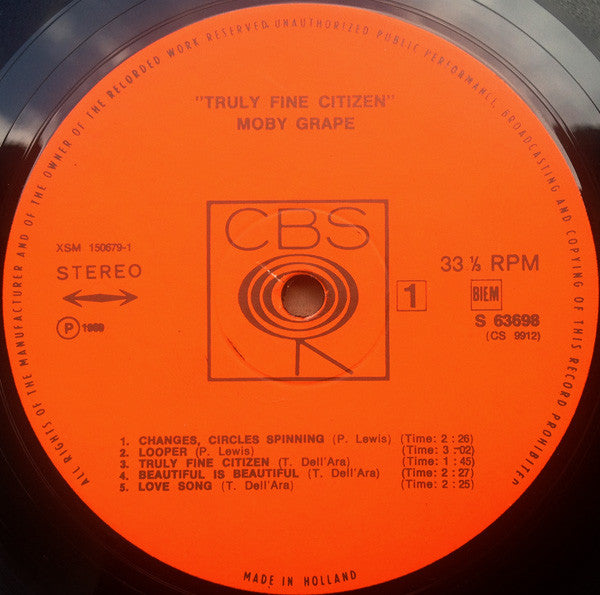 ALL RIGHTS OF THE MANUFACTURER AND OF THE OWNER OF THE RECORDED WORK RESERVED. UNAUTHORIZED PUBLIC PERFORMANCE, BROADCASTING AND COPYING OF THIS RECORD PROHIBITED
"TRULY FINE CITIZEN"
MOBY GRAPE
CBS
XSM 150679-1
STEREO
33 ⅓ RPM
1
BIEM
Ⓟ 1969
S 63698
(CS 9912)
1. CHANGES, CIRCLES SPINNING (P. Lewis) (Time: 2 : 26)
2. LOOPER (P. Lewis) (Time: 3 :02)
3. TRULY FINE CITIZEN (T. Dell'Ara) (Time: 1 : 45)
4. BEAUTIFUL IS BEAUTIFUL (T. Dell'Ara) (Time: 2 : 27)
5. LOVE SONG (T. Dell'Ara) (Time: 2 : 25)
MADE IN HOLLAND